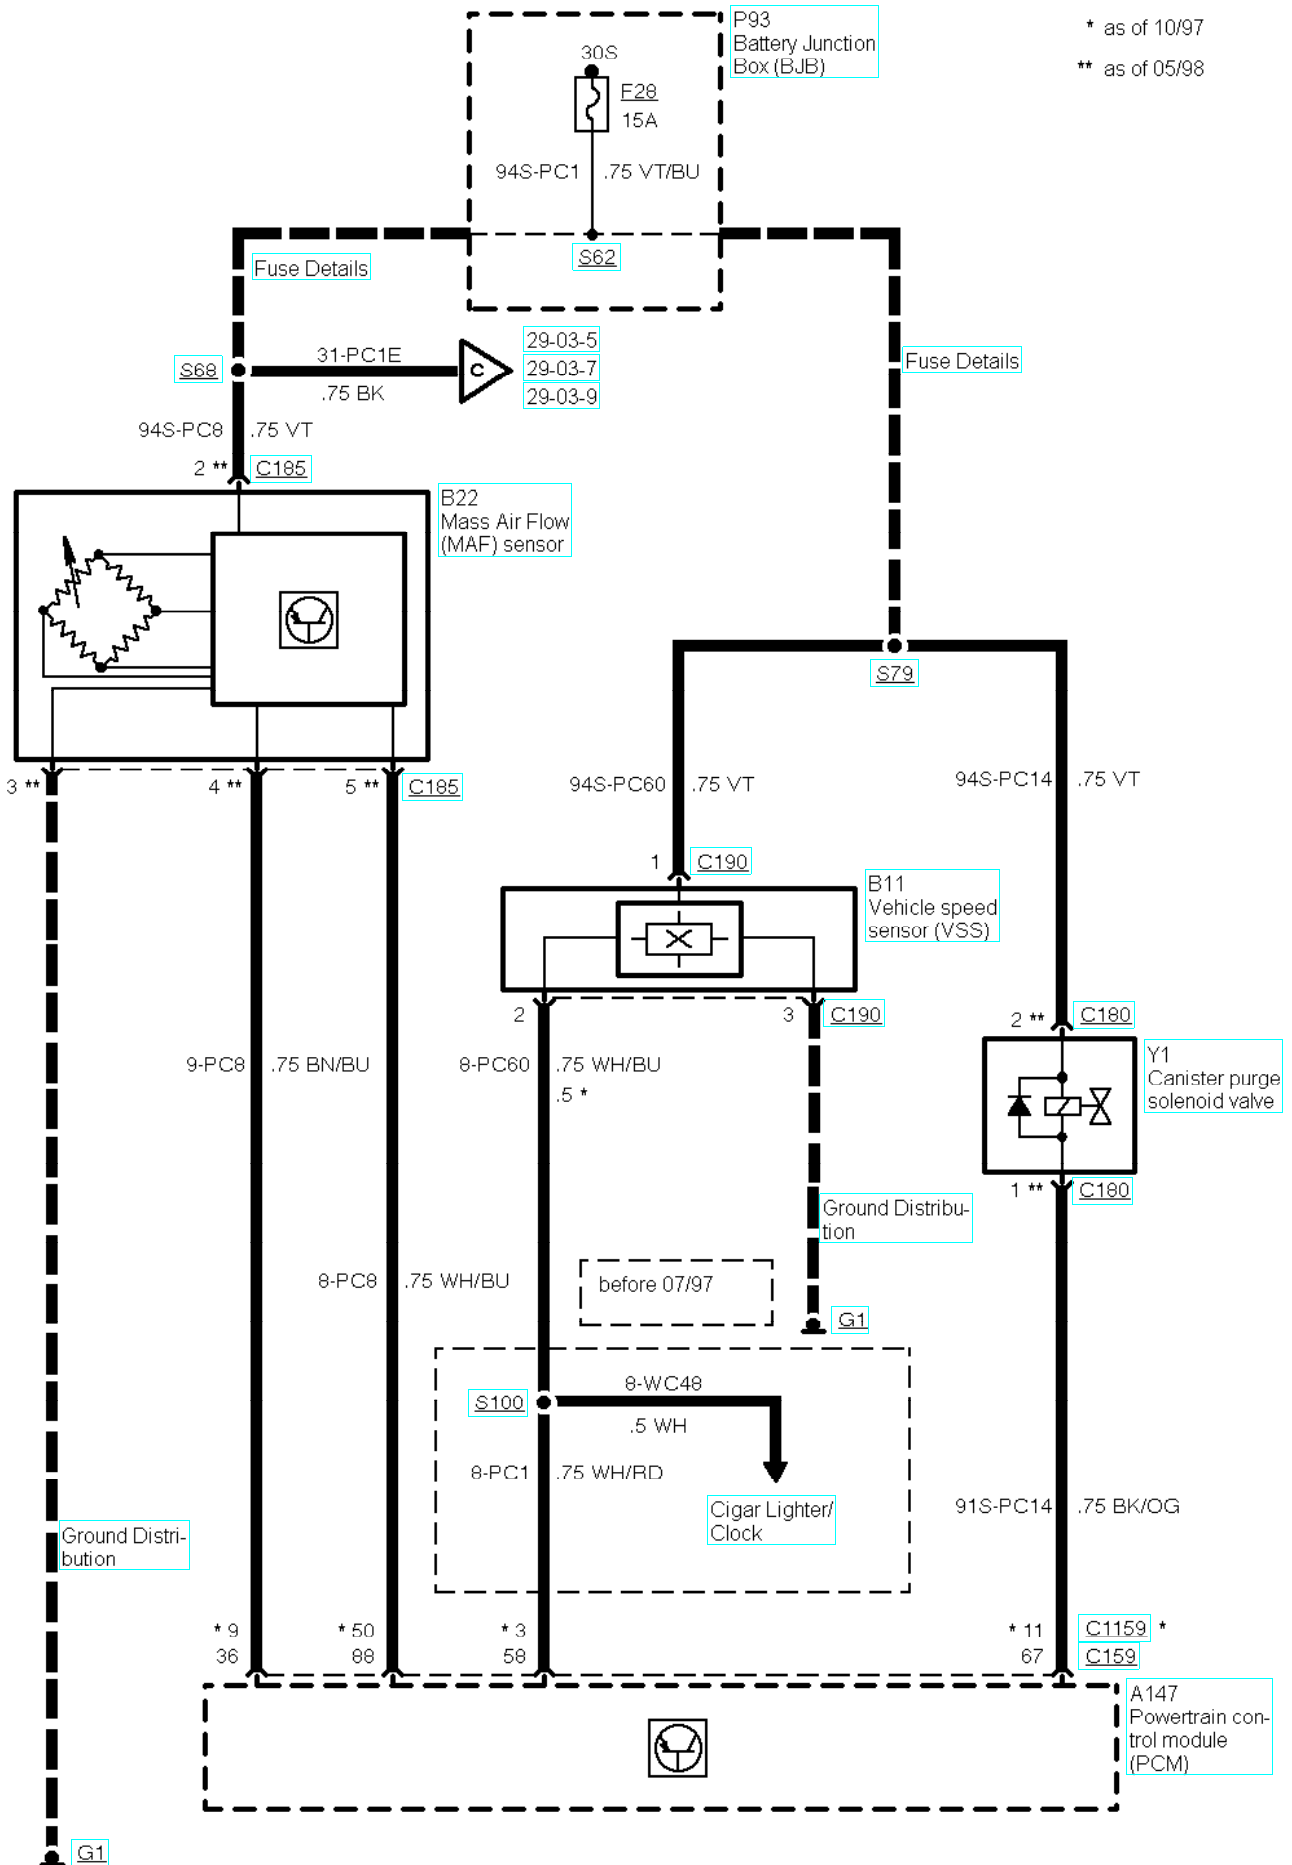 P93
Battery Junction
Box (BJB)
* as of 10/97
** as of 05/98
30S
F28
15A
94S-PC1 .75 VT/BU
S62
Fuse Details
Fuse Details
S68
31-PC1E
.75 BK
C
29-03-5
29-03-7
29-03-9
94S-PC8 .75 VT
2 ** C185
B22
Mass Air Flow
(MAF) sensor
S79
3 ** 4 ** 5 ** C185
94S-PC60 .75 VT
94S-PC14 .75 VT
1 C190
B11
Vehicle speed
sensor (VSS)
2 3 C190
2 ** C180
Y1
Canister purge
solenoid valve
9-PC8 .75 BN/BU
8-PC60 .75 WH/BU
.5 *
1 ** C180
Ground Distribu-
tion
8-PC8 .75 WH/BU
before 07/97
G1
S100
8-WC48
.5 WH
8-PC1 .75 WH/RD
Cigar Lighter/
Clock
91S-PC14 .75 BK/OG
Ground Distri-
bution
* 9 * 50 * 3 * 11 C1159 *
36 88 58 67 C159
A147
Powertrain con-
trol module
(PCM)
G1